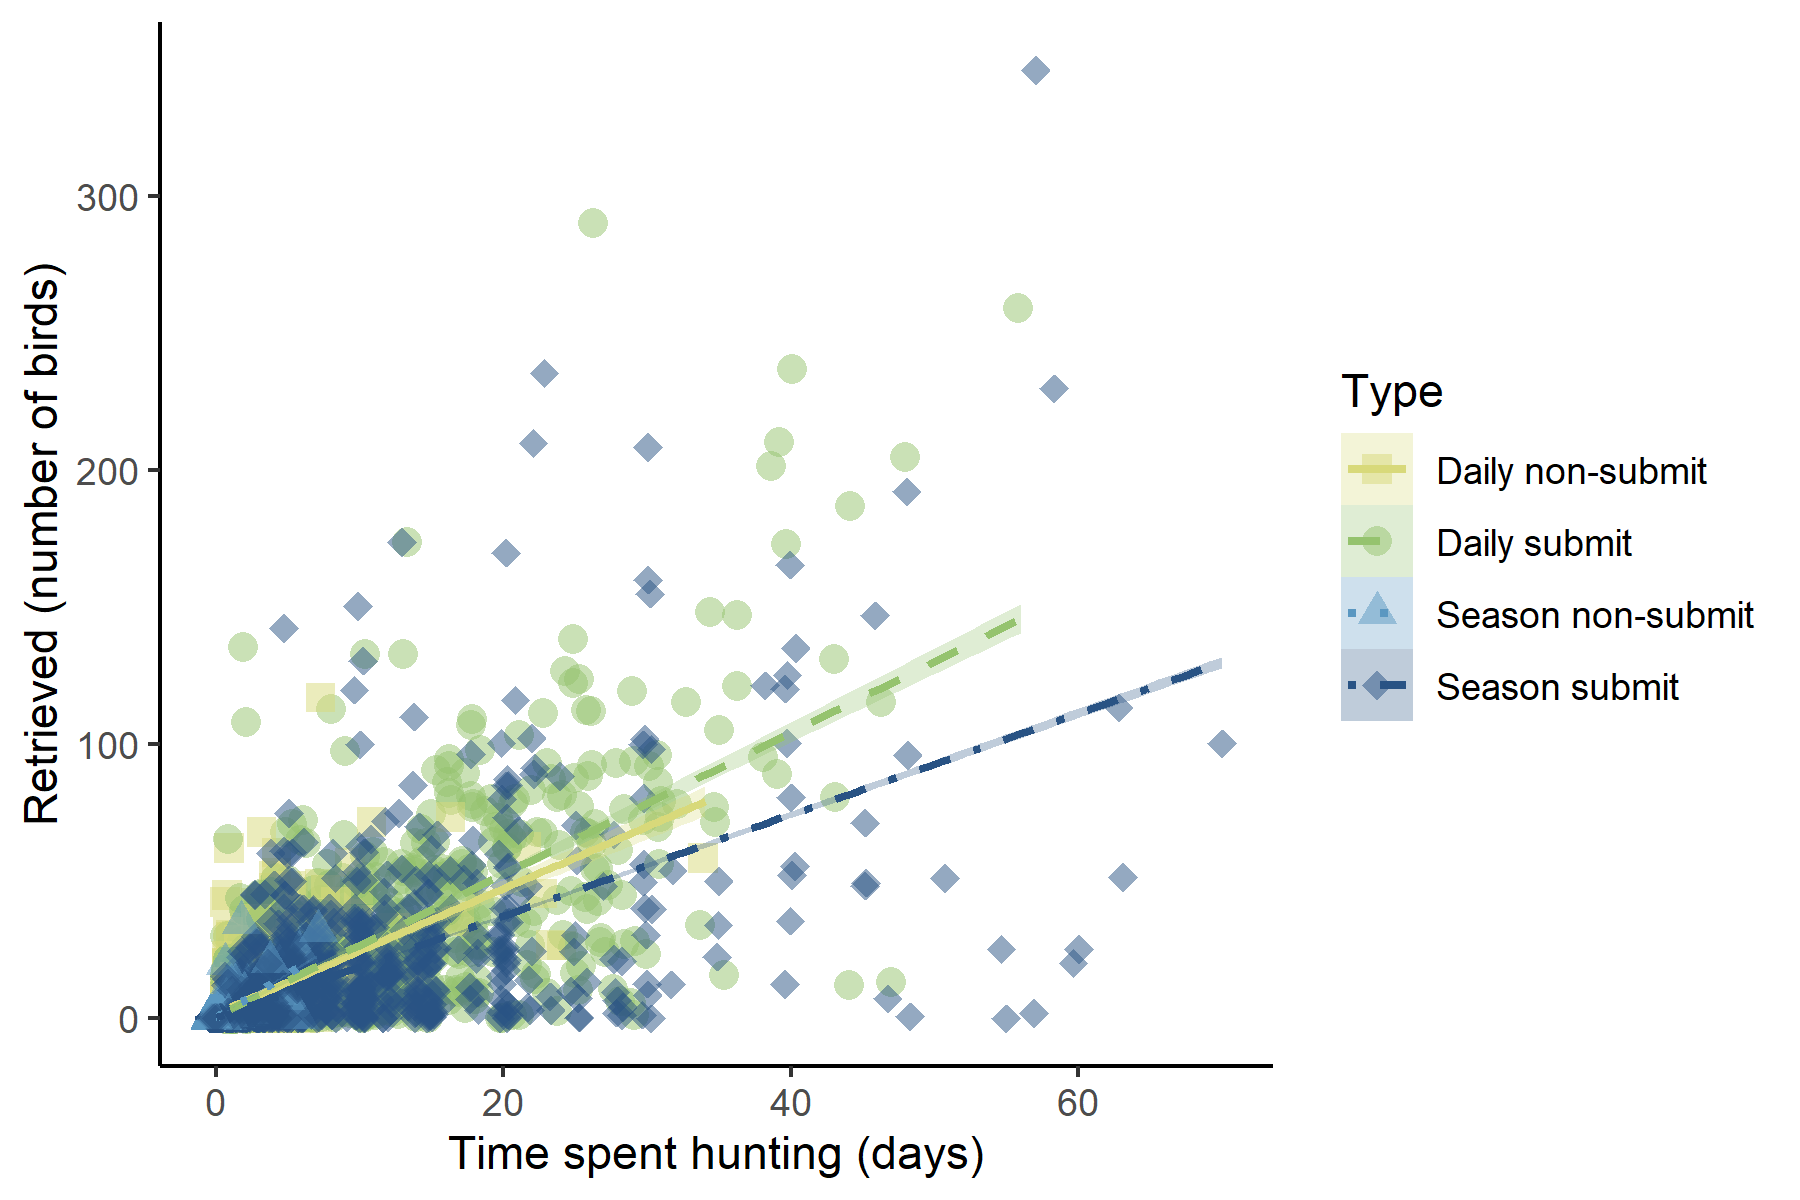 Retrieved (number of birds)
300
200
100
0
0 20 40 60
Time spent hunting (days)
Type
Daily non-submit
Daily submit
Season non-submit
Season submit